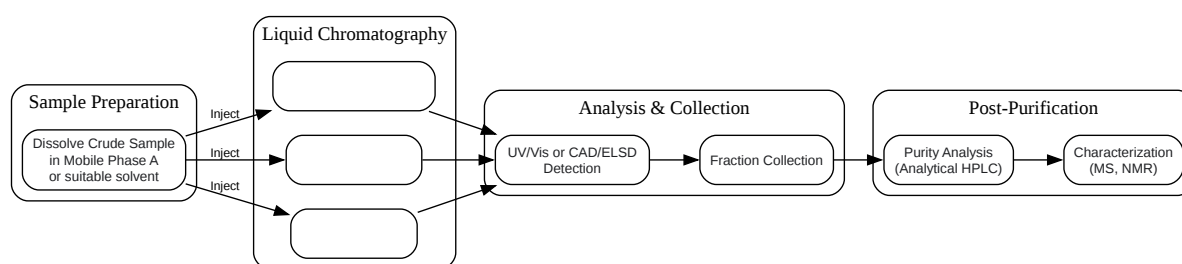 Liquid Chromatography
Sample Preparation
Dissolve Crude Sample
in Mobile Phase A
or suitable solvent
Inject
Inject
Inject
Analysis & Collection
UV/Vis or CAD/ELSD
Detection
Fraction Collection
Post-Purification
Purity Analysis
(Analytical HPLC)
Characterization
(MS, NMR)